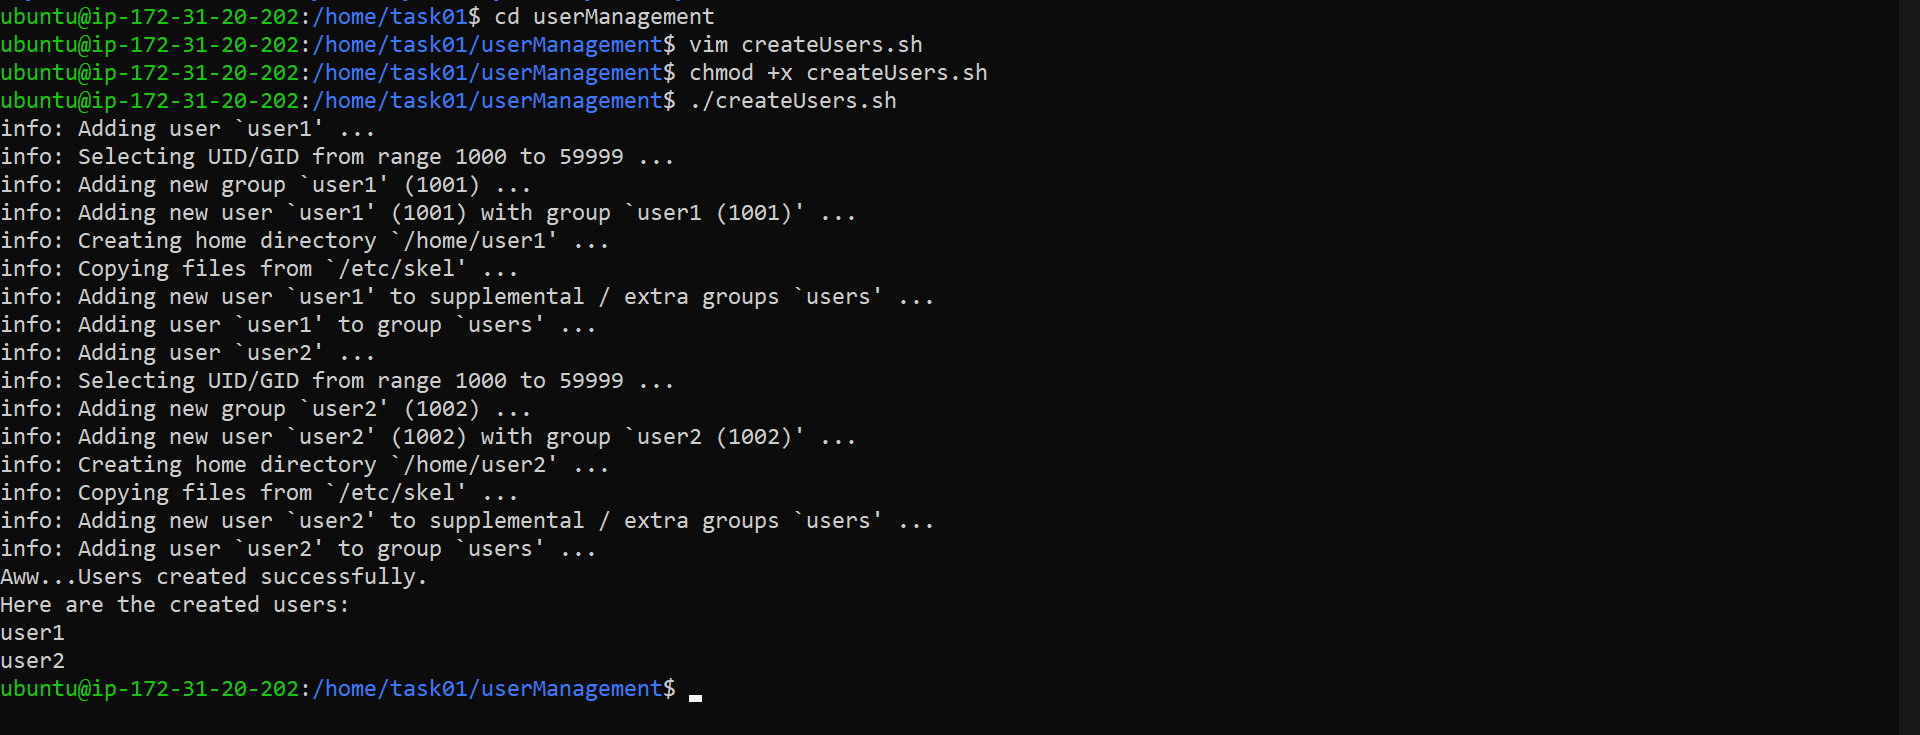 ubuntu@ip-172-31-20-202:/home/task01$ cd userManagement
ubuntu@ip-172-31-20-202:/home/task01/userManagement$ vim createUsers.sh
ubuntu@ip-172-31-20-202:/home/task01/userManagement$ chmod +x createUsers.sh
ubuntu@ip-172-31-20-202:/home/task01/userManagement$ ./createUsers.sh
info: Adding user `user1' ...
info: Selecting UID/GID from range 1000 to 59999 ...
info: Adding new group `user1' (1001) ...
info: Adding new user `user1' (1001) with group `user1 (1001)' ...
info: Creating home directory `/home/user1' ...
info: Copying files from `/etc/skel' ...
info: Adding new user `user1' to supplemental / extra groups `users' ...
info: Adding user `user1' to group `users' ...
info: Adding user `user2' ...
info: Selecting UID/GID from range 1000 to 59999 ...
info: Adding new group `user2' (1002) ...
info: Adding new user `user2' (1002) with group `user2 (1002)' ...
info: Creating home directory `/home/user2' ...
info: Copying files from `/etc/skel' ...
info: Adding new user `user2' to supplemental / extra groups `users' ...
info: Adding user `user2' to group `users' ...
Aww...Users created successfully.
Here are the created users:
user1
user2
ubuntu@ip-172-31-20-202:/home/task01/userManagement$